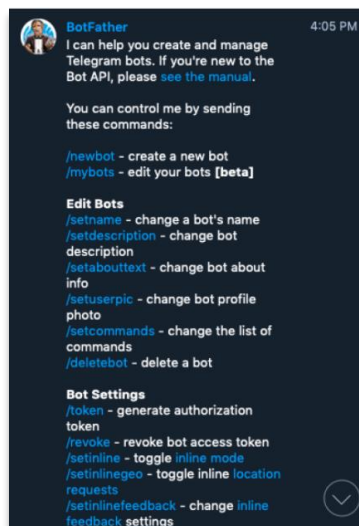 BotFather 4:05 PM
I can help you create and manage
Telegram bots. If you're new to the
Bot API, please see the manual.
You can control me by sending
these commands:
/newbot - create a new bot
/mybots - edit your bots [beta]
Edit Bots
/setname - change a bot's name
/setdescription - change bot
description
/setabouttext - change bot about
info
/setuserpic - change bot profile
photo
/setcommands - change the list of
commands
/deletebot - delete a bot
Bot Settings
/token - generate authorization
token
/revoke - revoke bot access token
/setinline - toggle inline mode
/setinlinegeo - toggle inline location
requests
/setinlinefeedback - change inline
feedback settings